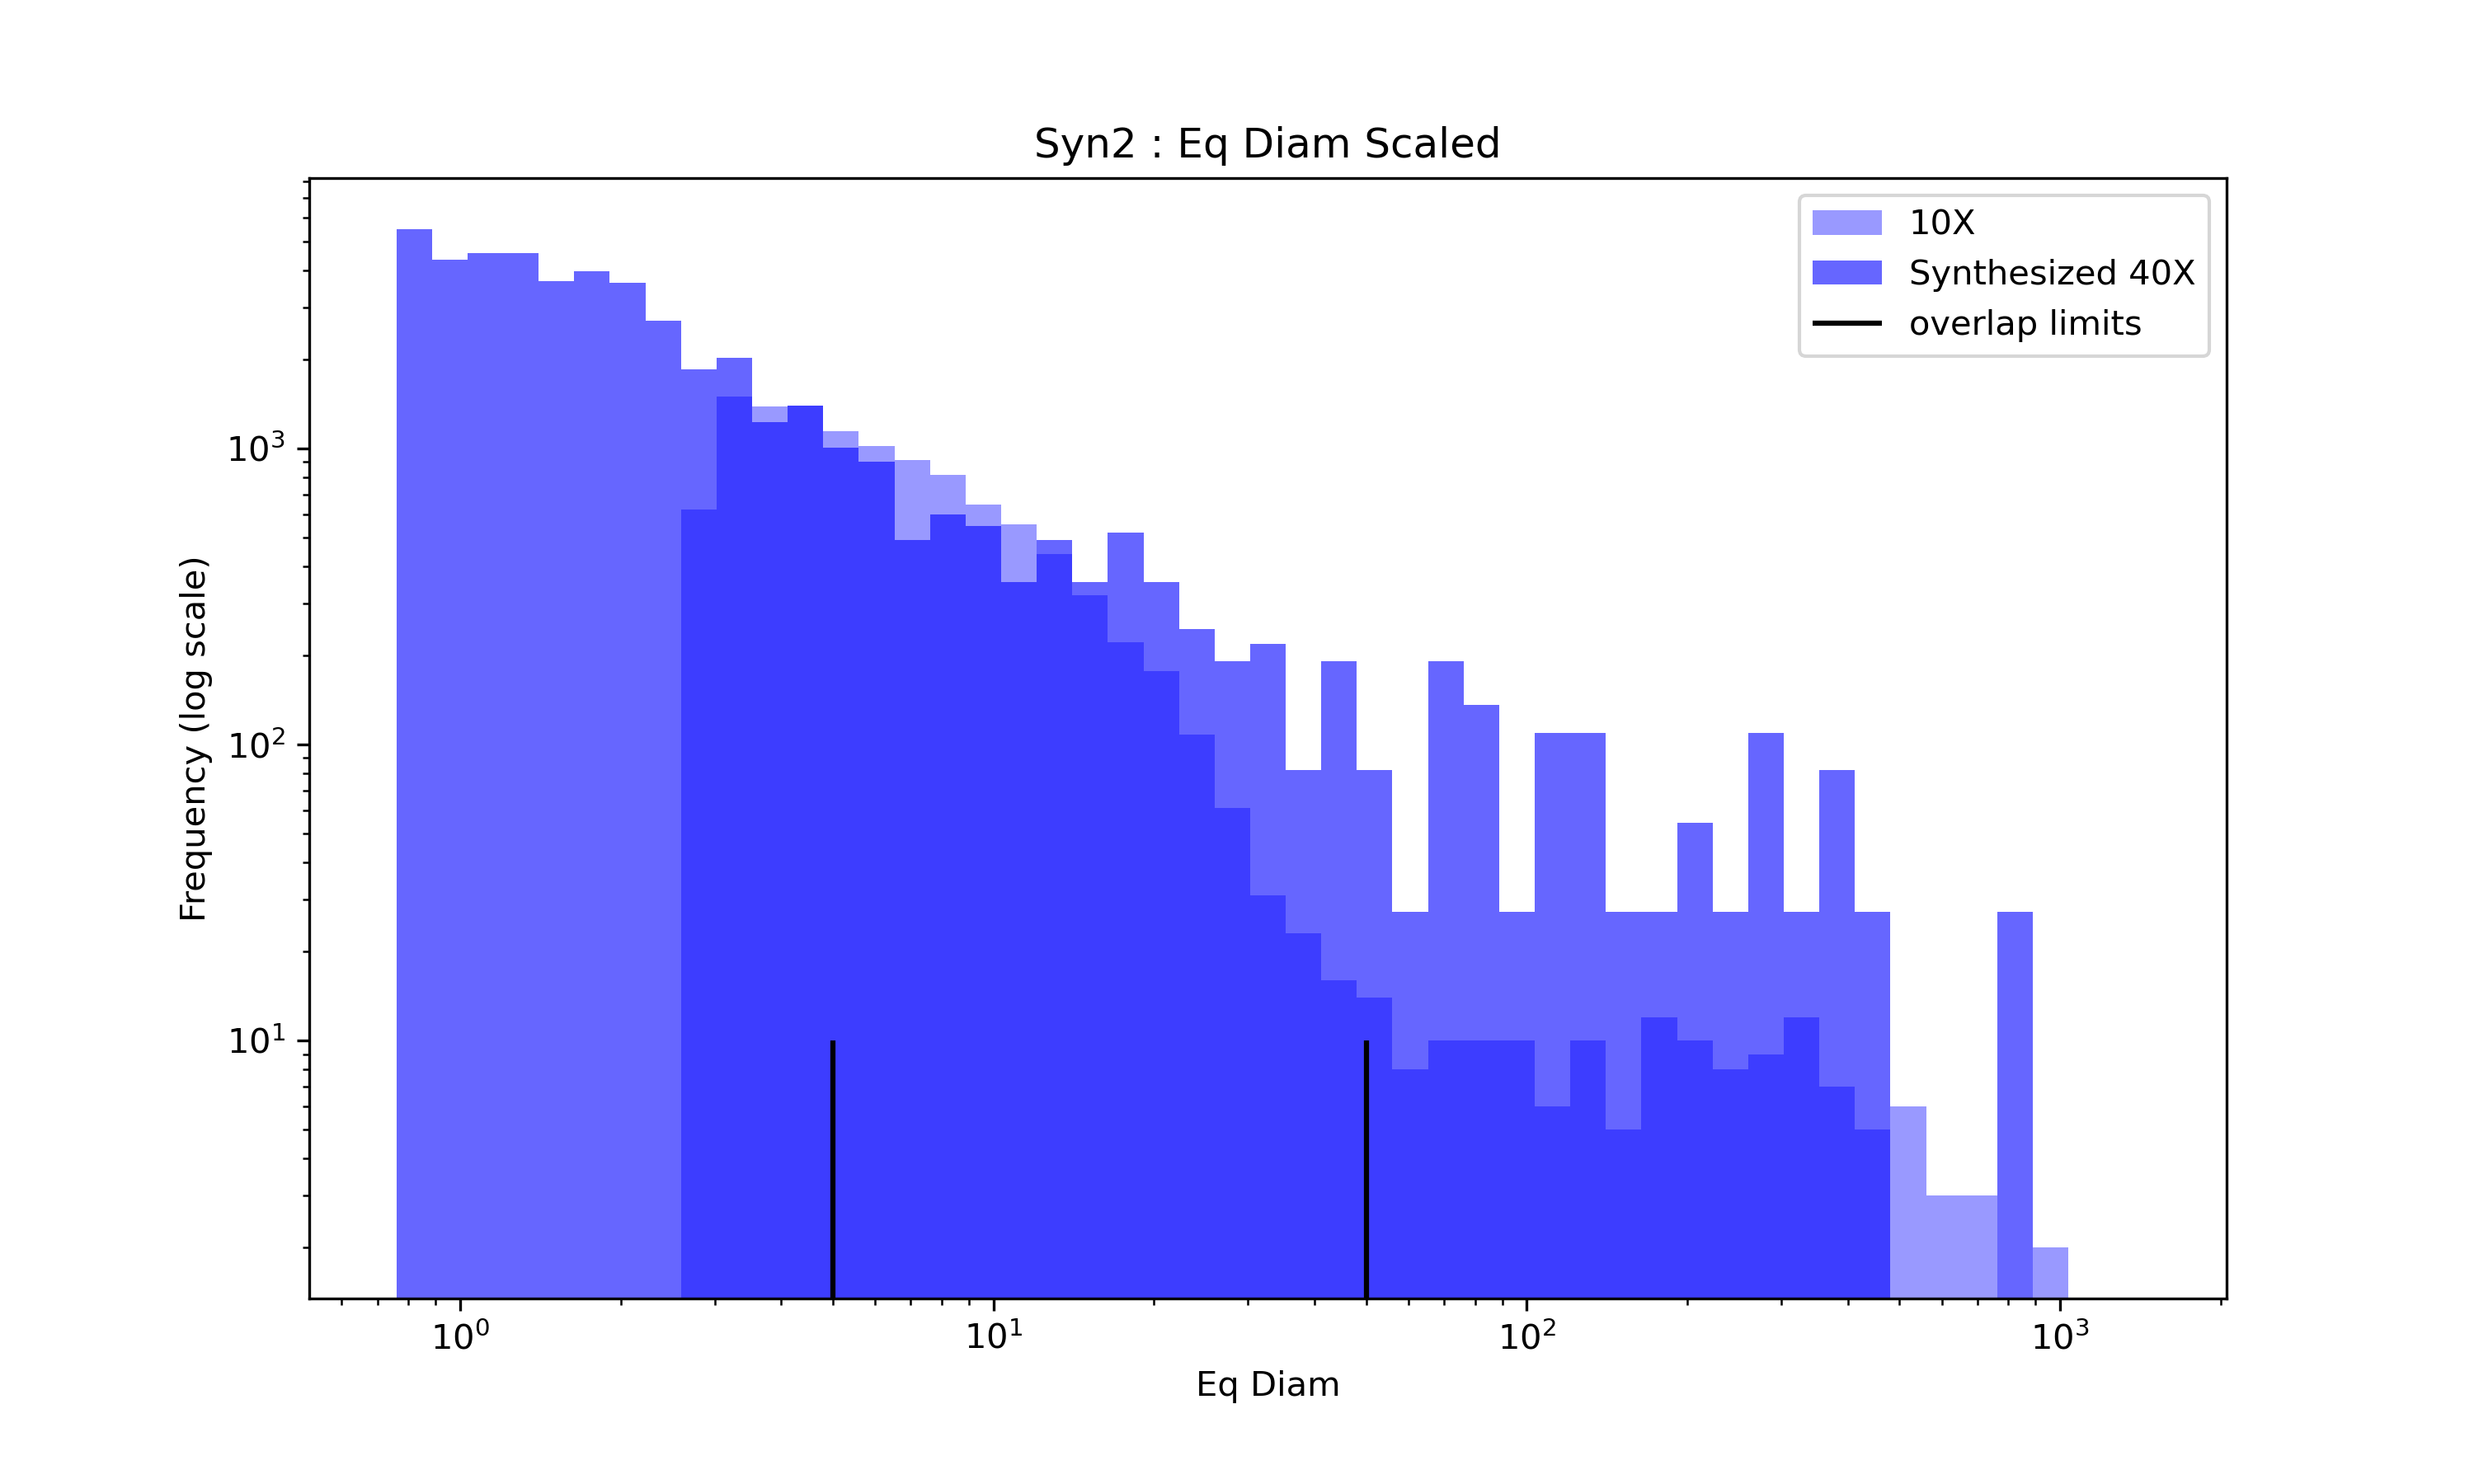 Syn2 : Eq Diam Scaled
10X
Synthesized 40X
overlap limits
Frequency (log scale)
10³
10²
10¹
10⁰ 10¹ 10² 10³
Eq Diam